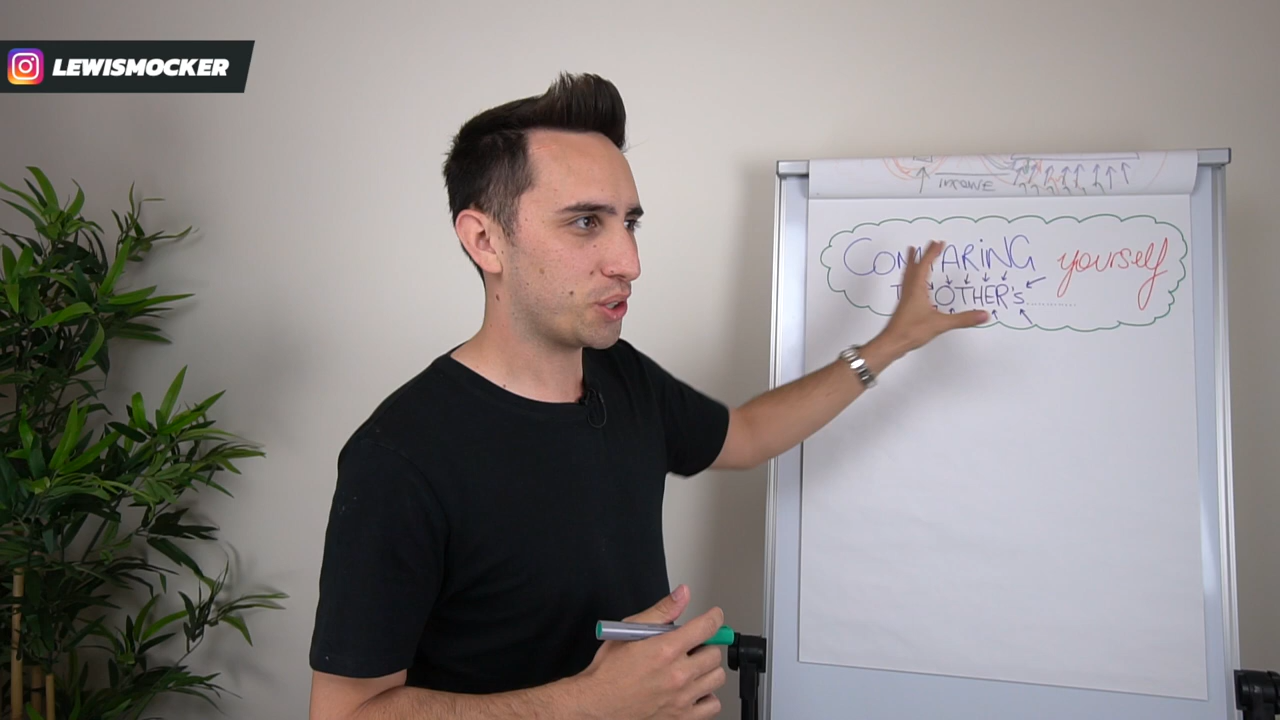 LEWISMOCKER
INCOME
COMPARING yourself
OTHER's..........